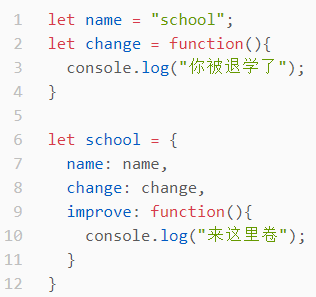 1 let name = "school";
2 let change = function(){
3   console.log("你被退学了");
4 }
5
6 let school = {
7   name: name,
8   change: change,
9   improve: function(){
10     console.log("来这里卷");
11   }
12 }